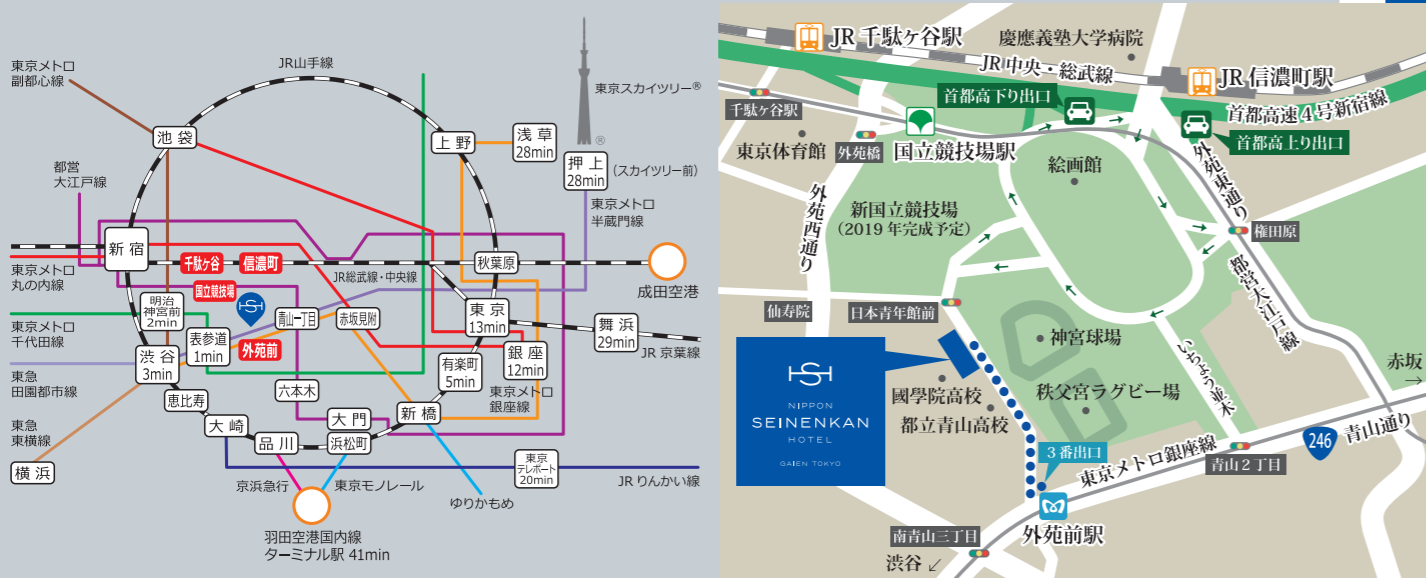 東京メトロ
副都心線
JR山手線
東京スカイツリー®
®
池袋
上野
浅草
28min
押上
28min
(スカイツリー前)
都営
大江戸線
東京メトロ
半蔵門線
新宿
千駄ケ谷
信濃町
JR総武線・中央線
秋葉原
成田空港
東京メトロ
丸の内線
国立競技場
明治
神宮前
2min
SH
青山一丁目
赤坂見附
東京
13min
舞浜
29min
JR 京葉線
東京メトロ
千代田線
表参道
1min
外苑前
渋谷
3min
銀座
12min
有楽町
5min
東京メトロ
銀座線
東急
田園都市線
恵比寿
六本木
大崎
大門
新橋
品川
浜松町
東急
東横線
横浜
東京
テレポート
20min
JR りんかい線
京浜急行
東京モノレール
ゆりかもめ
羽田空港国内線
ターミナル駅 41min
JR 千駄ヶ谷駅
慶應義塾大学病院
JR 中央・総武線
JR 信濃町駅
首都高下り出口
首都高速4号新宿線
千駄ヶ谷駅
首都高上り出口
東京体育館
外苑橋
国立競技場駅
絵画館
外苑東通り
外苑西通り
新国立競技場
(2019年完成予定)
権田原
都営大江戸線
仙寿院
日本青年館前
神宮球場
いちょう並木
赤坂
→
SH
NIPPON
SEINENKAN
HOTEL
GAIEN TOKYO
國學院高校
秩父宮ラグビー場
都立青山高校
3番出口
東京メトロ銀座線
246
青山通り
青山2丁目
外苑前駅
南青山三丁目
渋谷 ↙